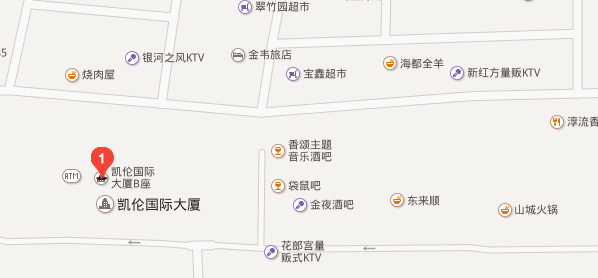 翠竹园超市
银河之风KTV
金韦旅店
海都全羊
35
烧肉屋
宝鑫超市
新红方量贩KTV
淳流香
香颂主题
音乐酒吧
1
凯伦国际
大厦B座
ATM
袋鼠吧
凯伦国际大厦
金夜酒吧
东来顺
山城火锅
花郎宫量
贩式KTV